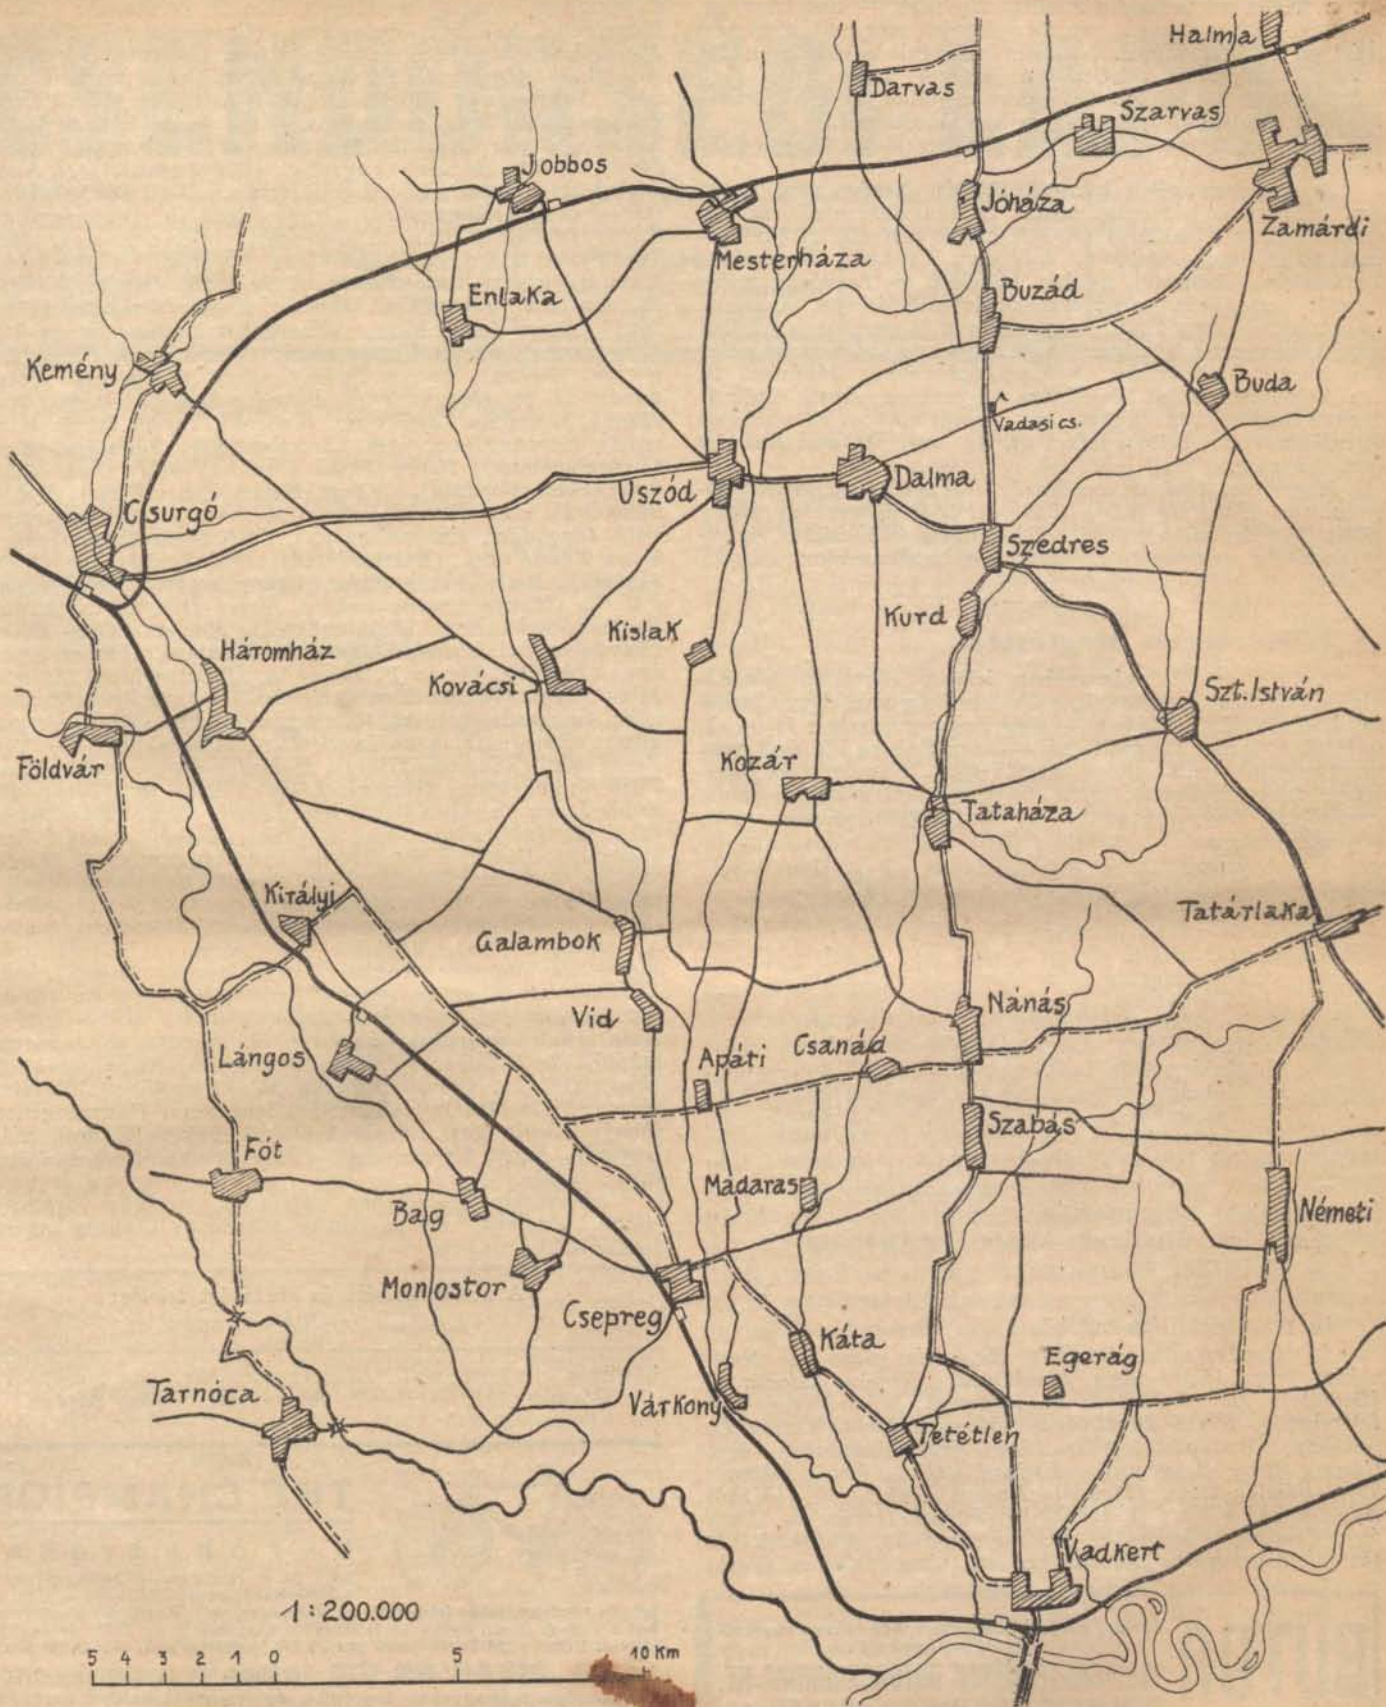 Halma
Darvas
Szarvas
Jobbos
Jóháza
Zamárdi
Mesterháza
Enlaka
Buzád
Kemény
Buda
Vadasi cs.
Csurgó
Uszód
Dalma
Szedres
Kurd
Kislak
Háromház
Kovácsi
Szt. István
Földvár
Kozár
Tataháza
Királyi
Tatárlaka
Galambok
Nánás
Vid
Csanád
Lángos
Apáti
Szabás
Fót
Madaras
Bag
Németi
Monostor
Csepreg
Káta
Egerág
Tarnóca
Várkony
Tetétlen
Vadkert
1:200.000
5 4 3 2 1 0 5 10 Km